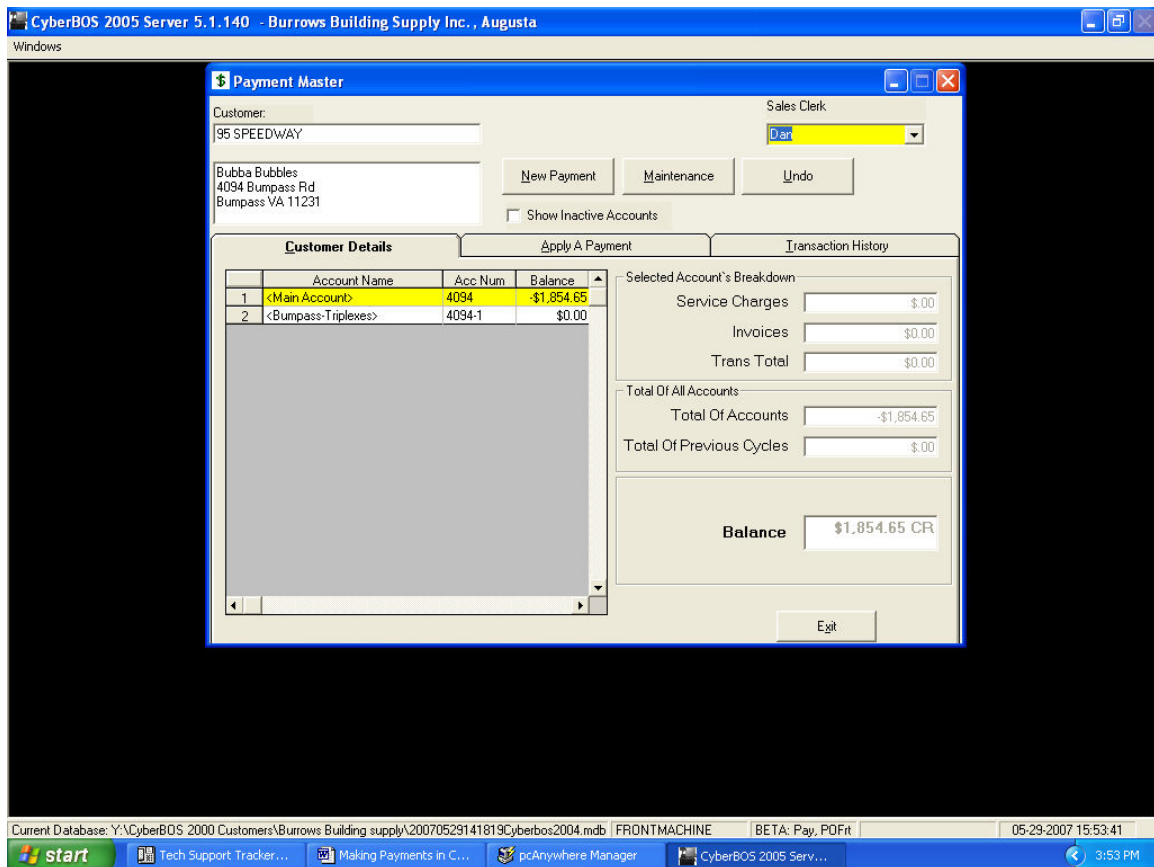 CyberBOS 2005 Server 5.1.140 - Burrows Building Supply Inc., Augusta
Windows
$ Payment Master
Customer:
Sales Clerk
95 SPEEDWAY
Dan
Bubba Bubbles
4094 Bumpass Rd
Bumpass VA 11231
New Payment Maintenance Undo
Show Inactive Accounts
Customer Details Apply A Payment Transaction History
Account Name Acc Num Balance
1 <Main Account> 4094 -$1,854.65
2 <Bumpass-Triplexes> 4094-1 $0.00
Selected Account`s Breakdown
Service Charges $.00
Invoices $0.00
Trans Total $0.00
Total Of All Accounts
Total Of Accounts -$1,854.65
Total Of Previous Cycles $.00
Balance $1,854.65 CR
Exit
Current Database: Y:\CyberBOS 2000 Customers\Burrows Building supply\20070529141819Cyberbos2004.mdb FRONTMACHINE BETA: Pay, POFrt 05-29-2007 15:53:41
start Tech Support Tracker... Making Payments in C... pcAnywhere Manager CyberBOS 2005 Serv... 3:53 PM